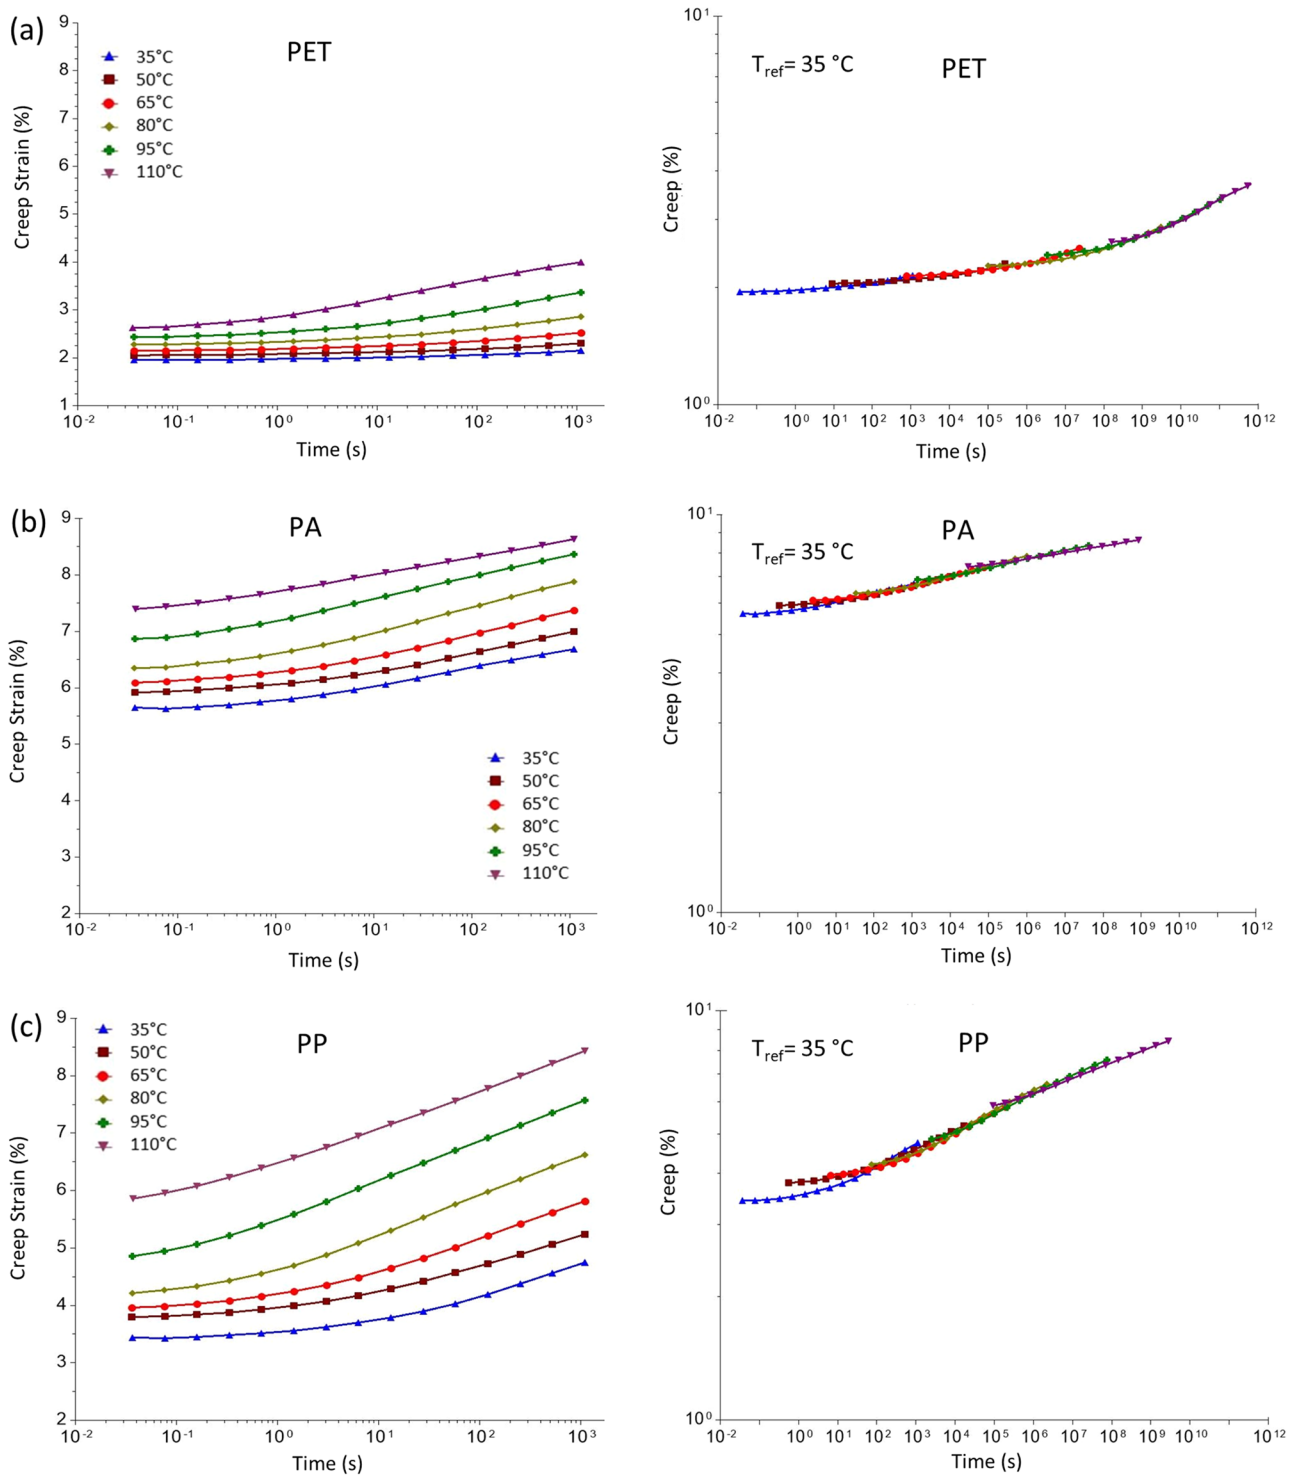 (a)
PET
Creep Strain (%)
9
8
7
6
5
4
3
2
1
35°C
50°C
65°C
80°C
95°C
110°C
10⁻² 10⁻¹ 10⁰ 10¹ 10² 10³
Time (s)
Tref= 35 °C
PET
Creep (%)
10¹
10⁰
10⁻² 10⁰ 10¹ 10² 10³ 10⁴ 10⁵ 10⁶ 10⁷ 10⁸ 10⁹ 10¹⁰ 10¹²
Time (s)
(b)
PA
Creep Strain (%)
9
8
7
6
5
4
3
2
35°C
50°C
65°C
80°C
95°C
110°C
10⁻² 10⁻¹ 10⁰ 10¹ 10² 10³
Time (s)
Tref= 35 °C
PA
Creep (%)
10¹
10⁰
10⁻² 10⁰ 10¹ 10² 10³ 10⁴ 10⁵ 10⁶ 10⁷ 10⁸ 10⁹ 10¹⁰ 10¹²
Time (s)
(c)
PP
Creep Strain (%)
9
8
7
6
5
4
3
2
35°C
50°C
65°C
80°C
95°C
110°C
10⁻² 10⁻¹ 10⁰ 10¹ 10² 10³
Time (s)
Tref= 35 °C
PP
Creep (%)
10¹
10⁰
10⁻² 10⁰ 10¹ 10² 10³ 10⁴ 10⁵ 10⁶ 10⁷ 10⁸ 10⁹ 10¹⁰ 10¹²
Time (s)